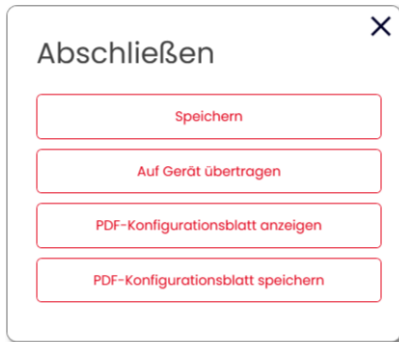 Abschließen
Speichern
Auf Gerät übertragen
PDF-Konfigurationsblatt anzeigen
PDF-Konfigurationsblatt speichern